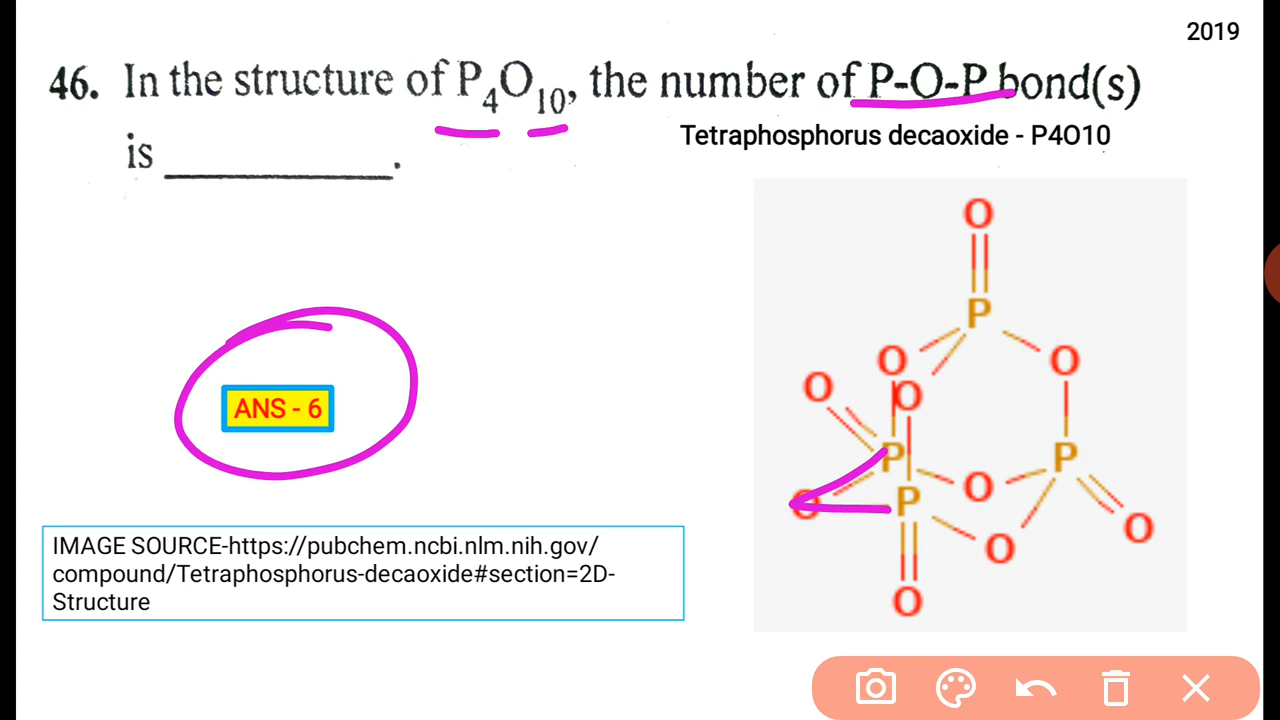 2019
46. In the structure of P4O10, the number of P-O-P bond(s)
is __________.
Tetraphosphorus decaoxide - P4O10
O
P
O
O
O
O
P
P
O
O
P
O
O
O
ANS - 6
IMAGE SOURCE-https://pubchem.ncbi.nlm.nih.gov/
compound/Tetraphosphorus-decaoxide#section=2D-
Structure